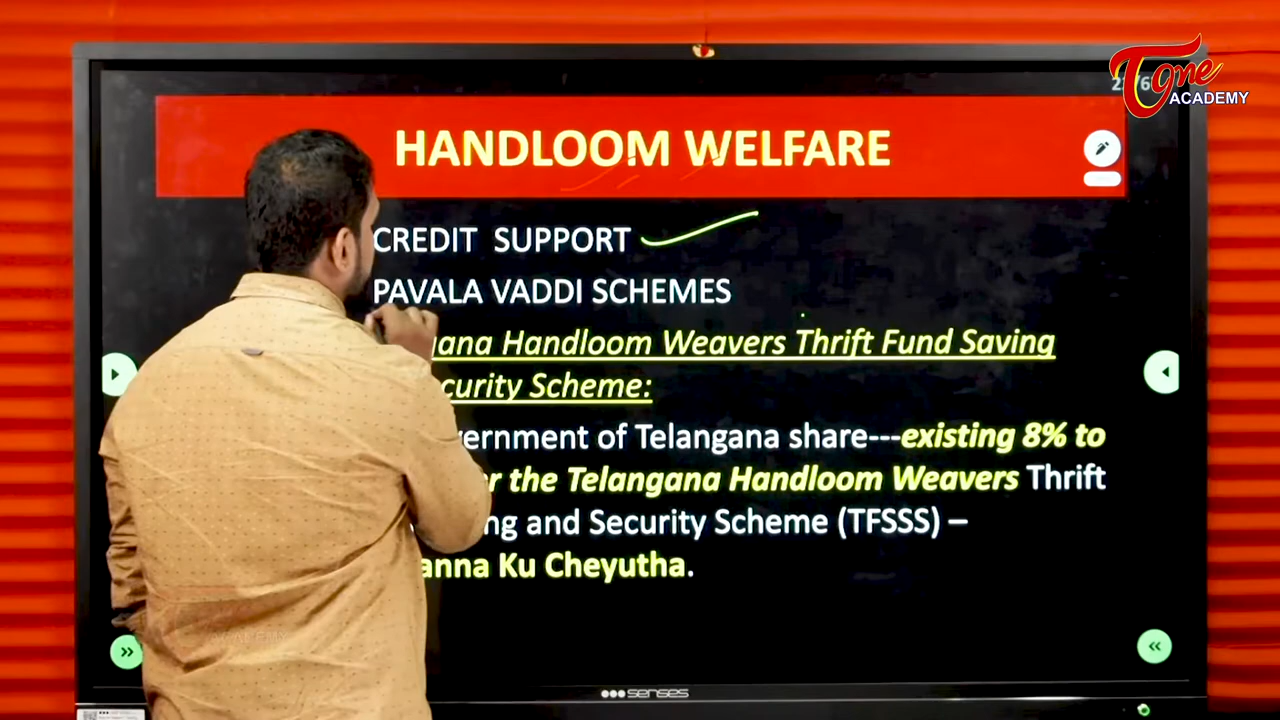 Tone
ACADEMY
HANDLOOM WELFARE
CREDIT SUPPORT
PAVALA VADDI SCHEMES
gana Handloom Weavers Thrift Fund Saving
curity Scheme:
vernment of Telangana share---existing 8% to
r the Telangana Handloom Weavers Thrift
ng and Security Scheme (TFSSS) –
anna Ku Cheyutha.
senses